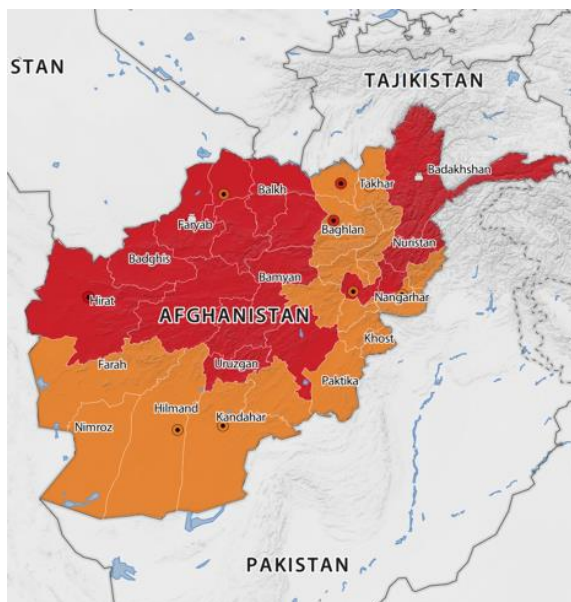 STAN
TAJIKISTAN
Badakhshan
Balkh
Takhar
Faryab
Baghlan
Nuristan
Badghis
Bamyan
Hirat
Nangarhar
AFGHANISTAN
Khost
Farah
Uruzgan
Paktika
Hilmand
Kandahar
Nimroz
PAKISTAN